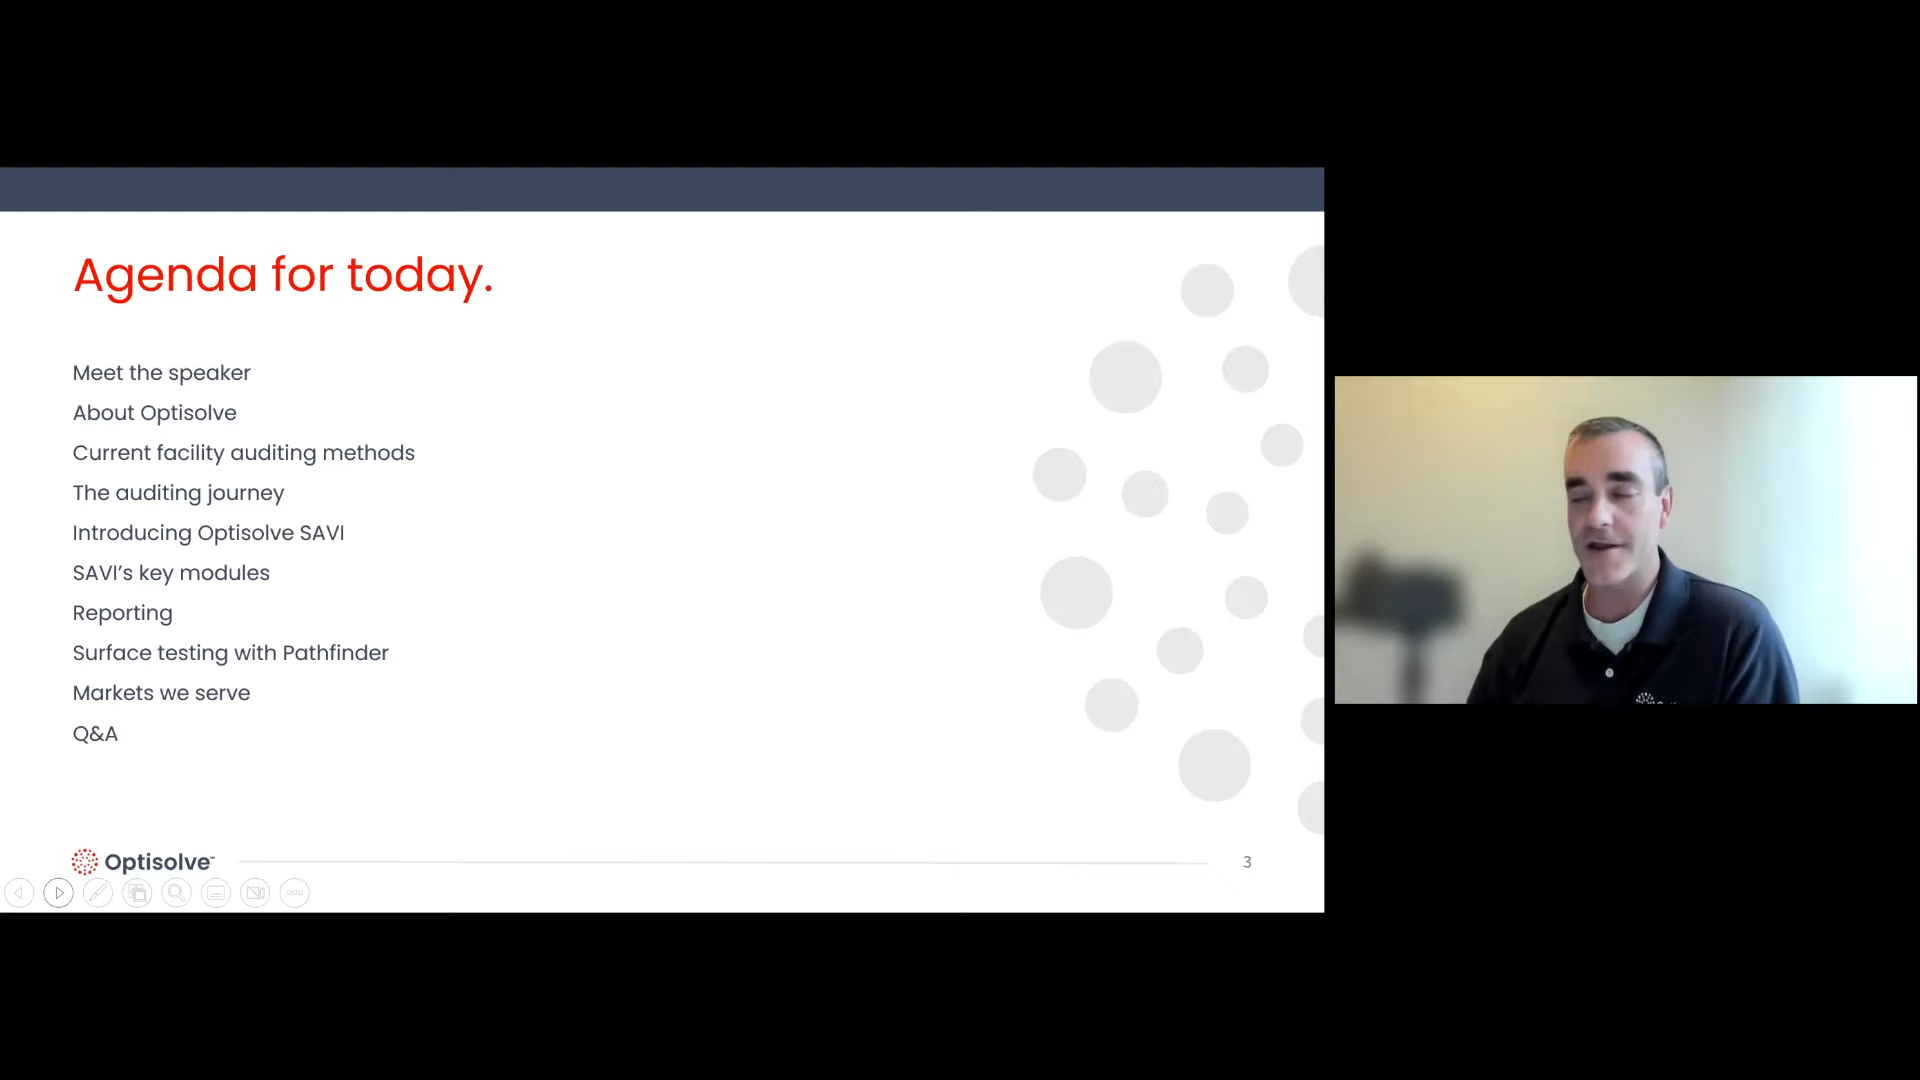 Agenda for today.
Meet the speaker
About Optisolve
Current facility auditing methods
The auditing journey
Introducing Optisolve SAVI
SAVI’s key modules
Reporting
Surface testing with Pathfinder
Markets we serve
Q&A
Optisolve™
3